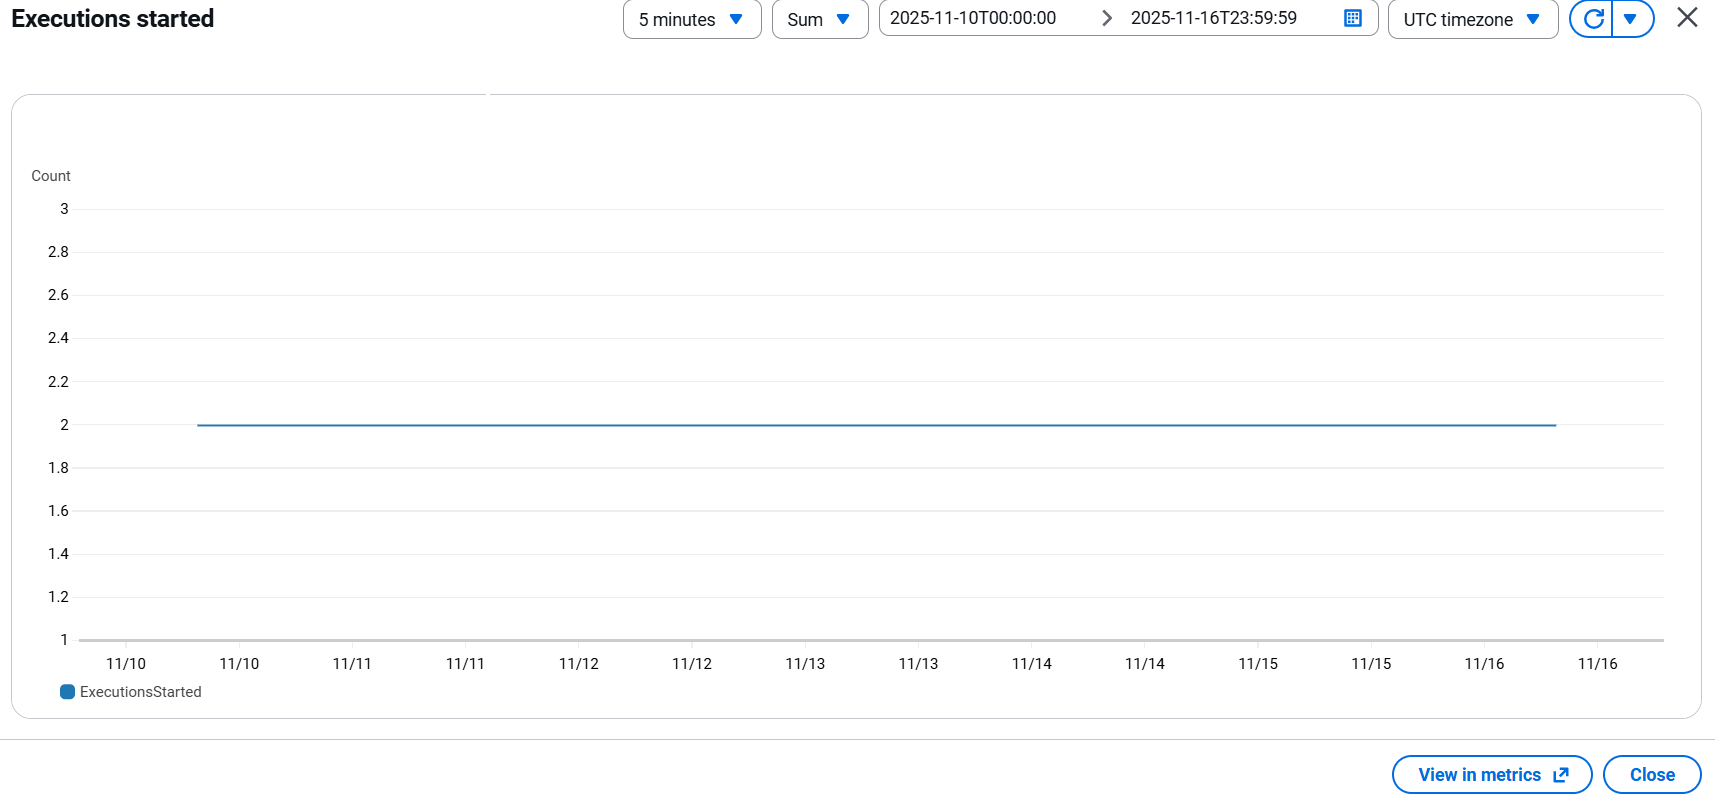 Executions started
5 minutes
Sum
2025-11-10T00:00:00
2025-11-16T23:59:59
UTC timezone
Count
3
2.8
2.6
2.4
2.2
2
1.8
1.6
1.4
1.2
1
11/10 11/10 11/11 11/11 11/12 11/12 11/13 11/13 11/14 11/14 11/15 11/15 11/16 11/16
ExecutionsStarted
View in metrics
Close